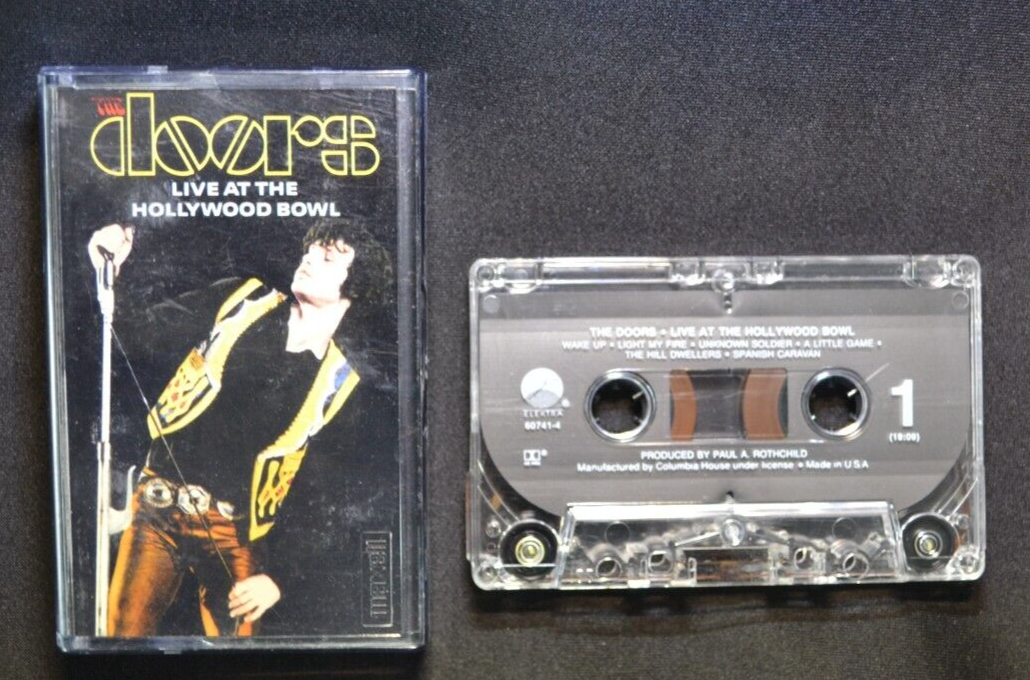 THE
doors
LIVE AT THE
HOLLYWOOD BOWL
THE DOORS • LIVE AT THE HOLLYWOOD BOWL
WAKE UP • LIGHT MY FIRE • UNKNOWN SOLDIER • A LITTLE GAME •
THE HILL DWELLERS • SPANISH CARAVAN
ELEKTRA
60741-4
1
(19:09)
PRODUCED BY PAUL A. ROTHCHILD
Manufactured by Columbia House under license • Made in U.S.A